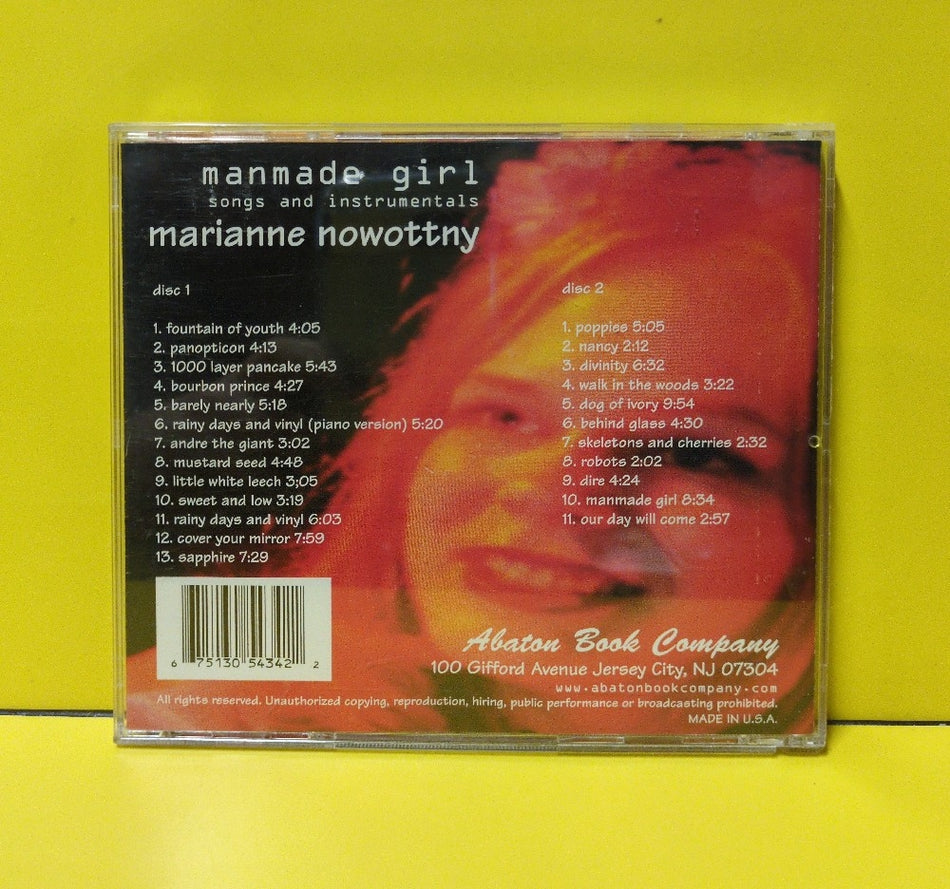 manmade girl
songs and instrumentals
marianne nowottny
disc 1
1. fountain of youth 4:05
2. panopticon 4:13
3. 1000 layer pancake 5:43
4. bourbon prince 4:27
5. barely nearly 5:18
6. rainy days and vinyl (piano version) 5:20
7. andre the giant 3:02
8. mustard seed 4:48
9. little white leech 3;05
10. sweet and low 3:19
11. rainy days and vinyl 6:03
12. cover your mirror 7:59
13. sapphire 7:29
disc 2
1. poppies 5:05
2. nancy 2:12
3. divinity 6:32
4. walk in the woods 3:22
5. dog of ivory 9:54
6. behind glass 4:30
7. skeletons and cherries 2:32
8. robots 2:02
9. dire 4:24
10. manmade girl 8:34
11. our day will come 2:57
6 75130 54342 2
Abaton Book Company
100 Gifford Avenue Jersey City, NJ 07304
www.abatonbookcompany.com
All rights reserved. Unauthorized copying, reproduction, hiring, public performance or broadcasting prohibited.
MADE IN U.S.A.